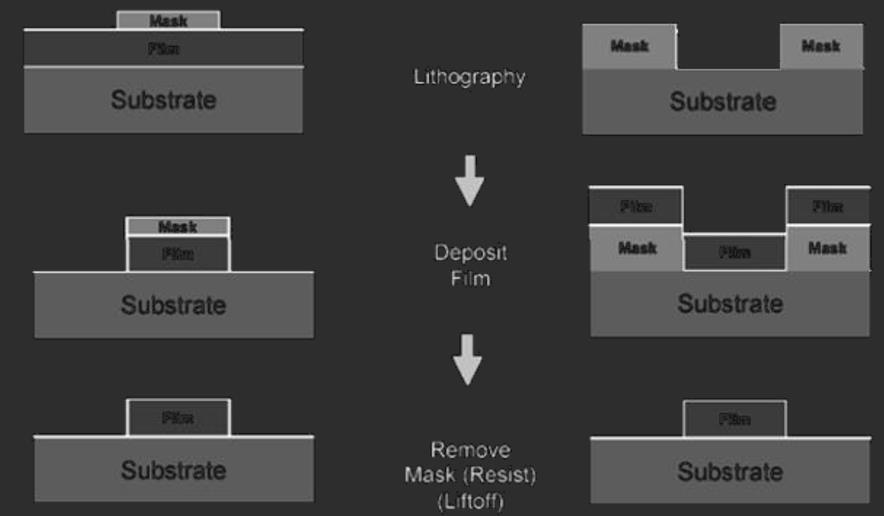 Mask
Film
Substrate
Lithography
Mask
Mask
Substrate
Mask
Film
Substrate
Deposit
Film
Film
Film
Mask
Film
Mask
Substrate
Film
Substrate
Remove
Mask (Resist)
(Liftoff)
Film
Substrate